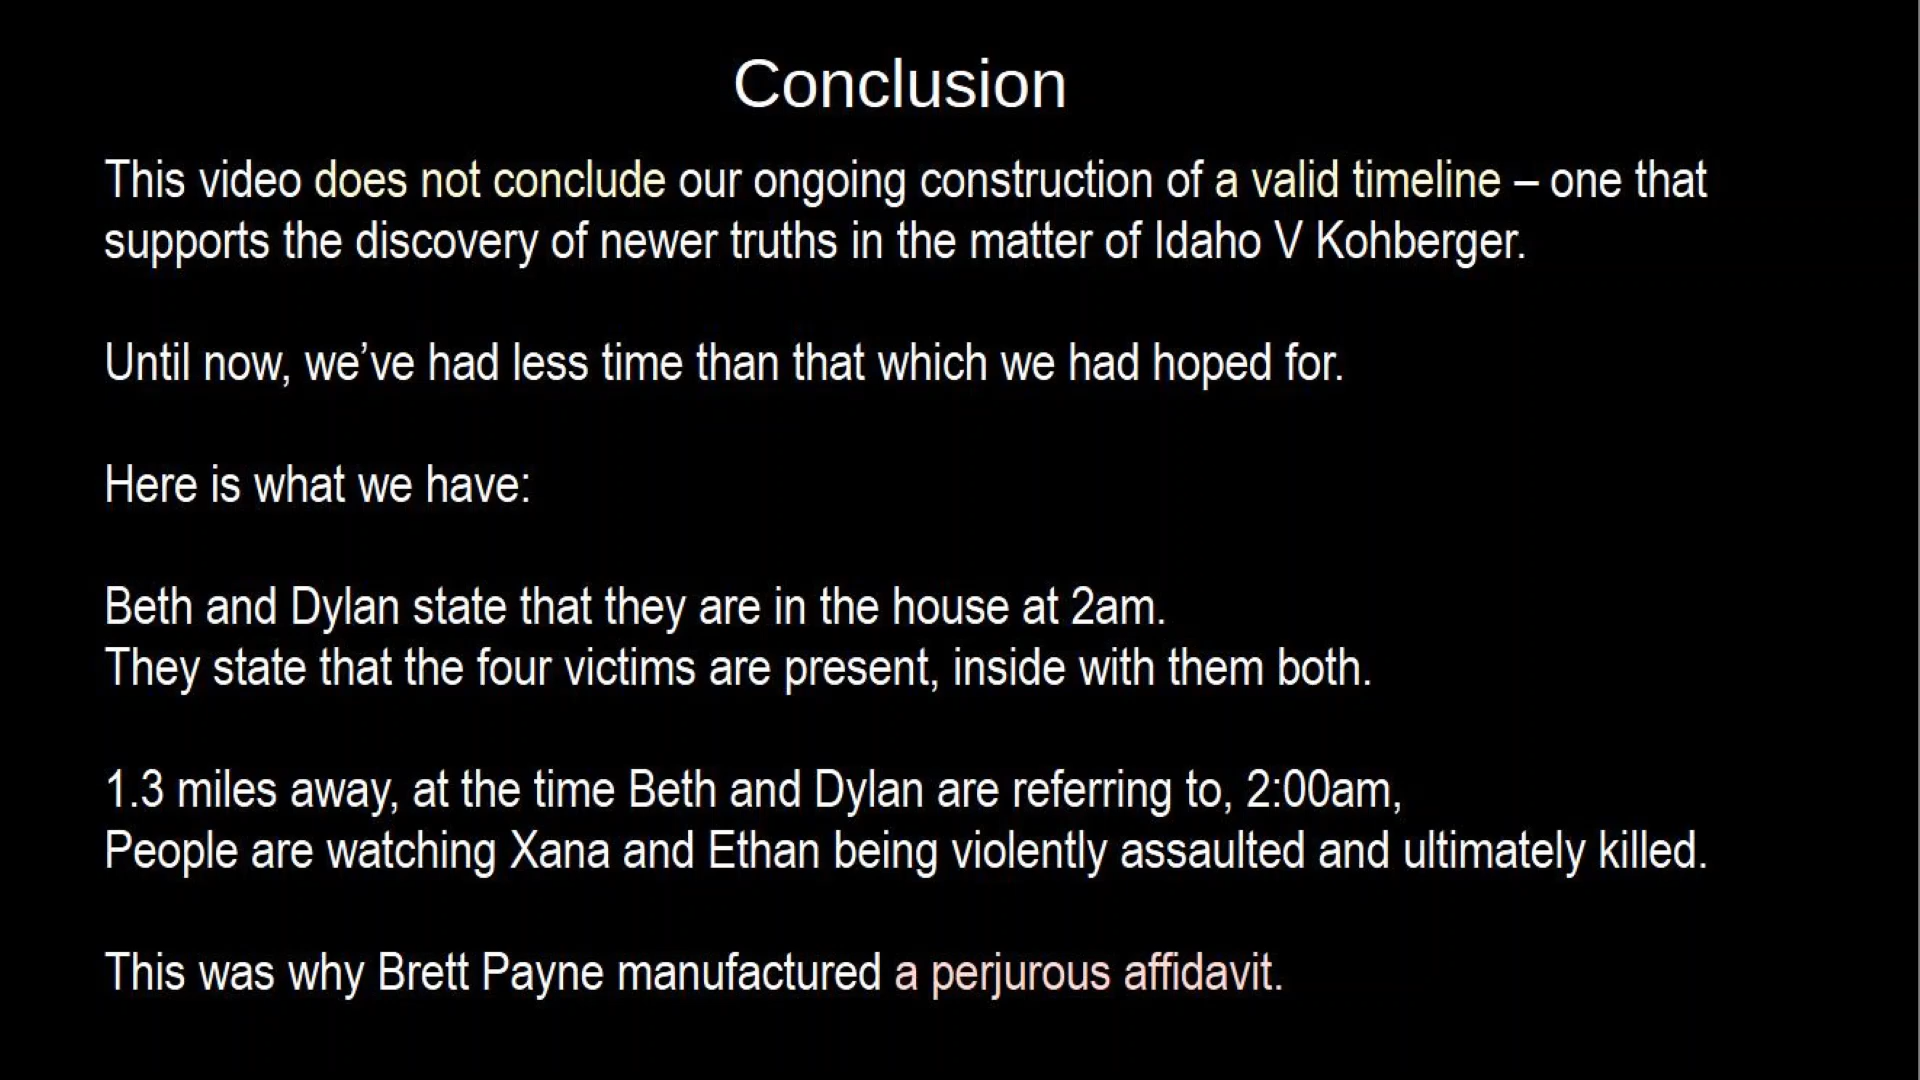 Conclusion
This video does not conclude our ongoing construction of a valid timeline – one that
supports the discovery of newer truths in the matter of Idaho V Kohberger.
Until now, we’ve had less time than that which we had hoped for.
Here is what we have:
Beth and Dylan state that they are in the house at 2am.
They state that the four victims are present, inside with them both.
1.3 miles away, at the time Beth and Dylan are referring to, 2:00am,
People are watching Xana and Ethan being violently assaulted and ultimately killed.
This was why Brett Payne manufactured a perjurous affidavit.